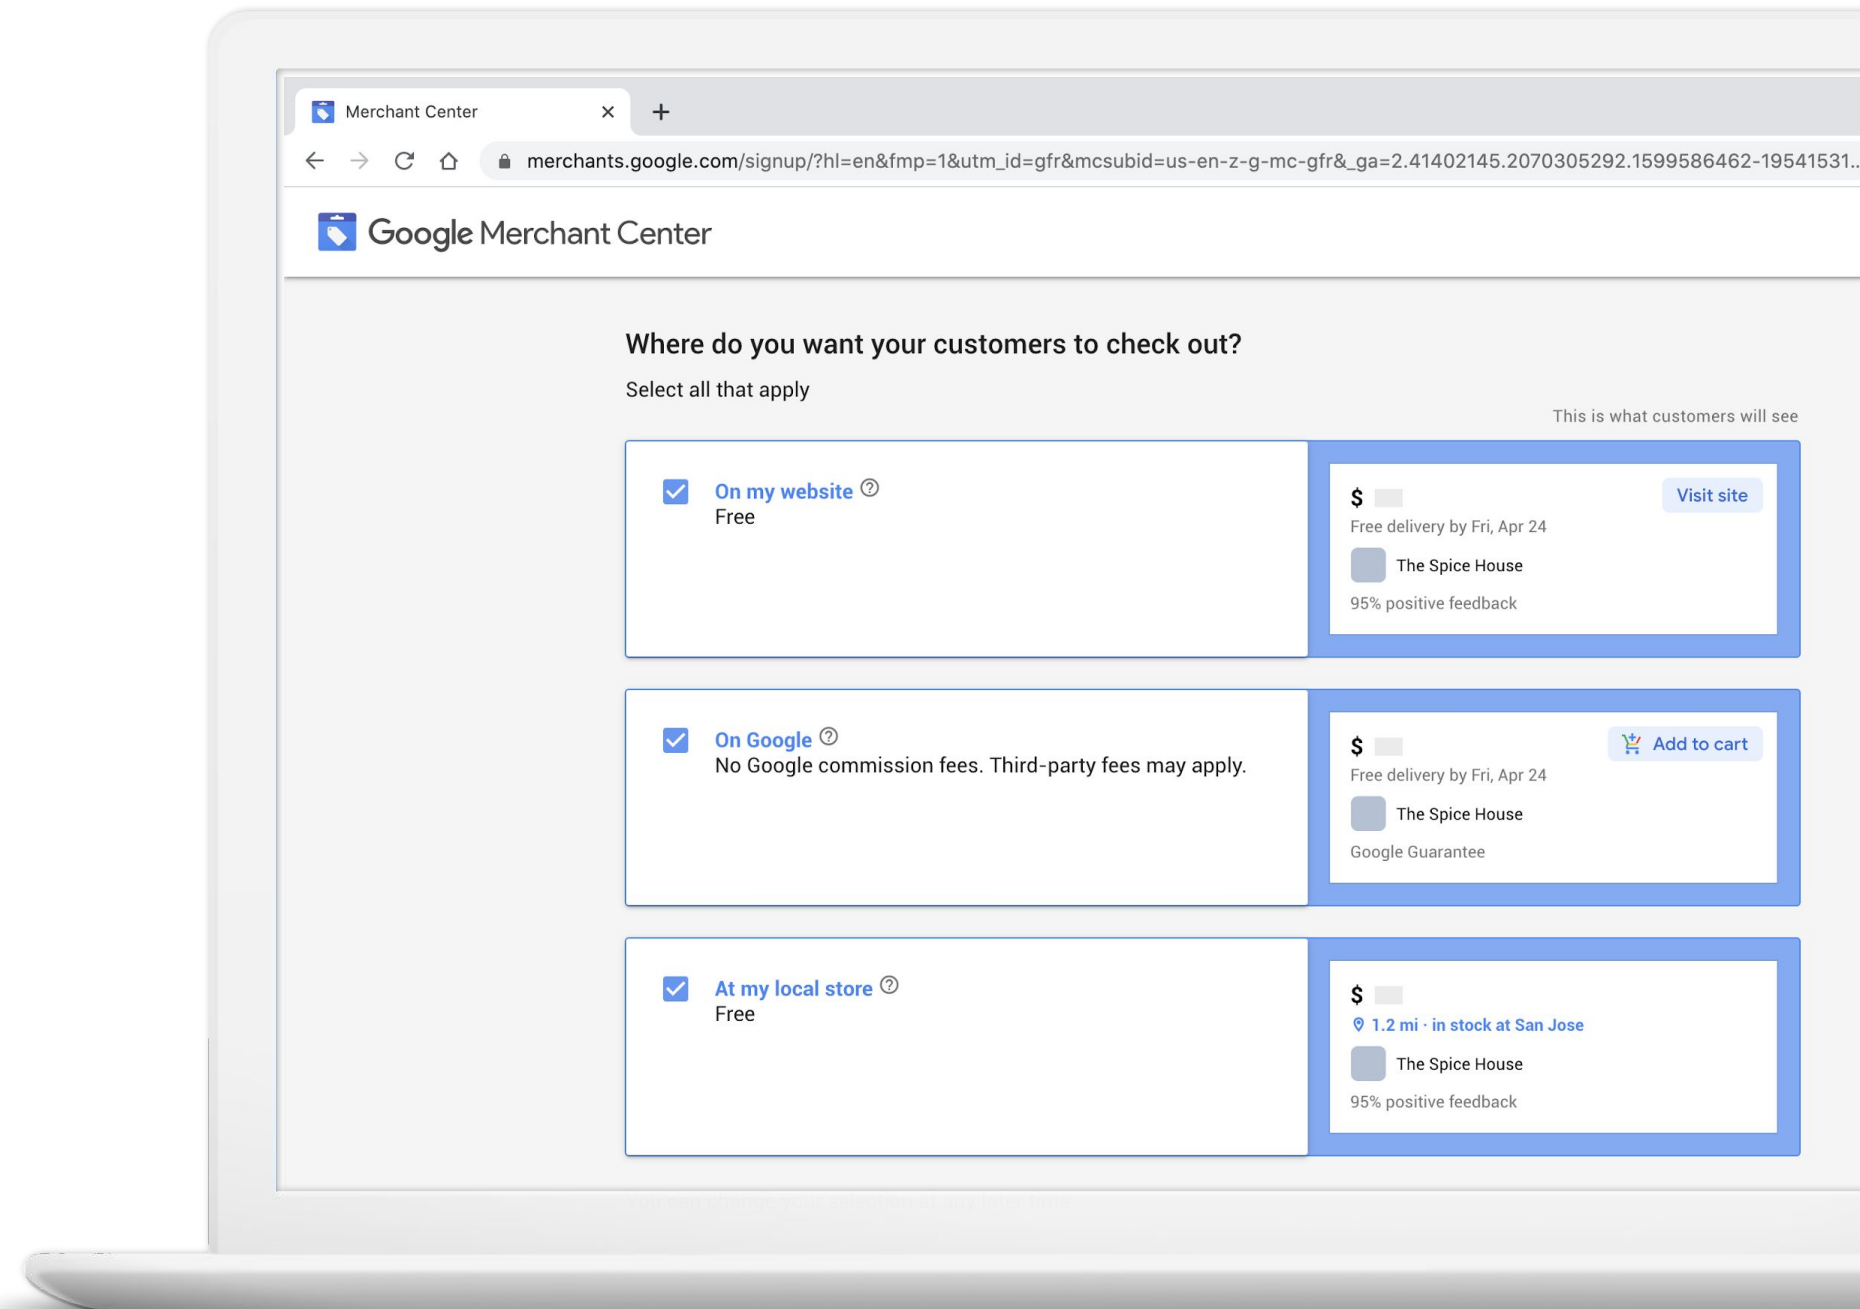 Merchant Center
merchants.google.com/signup/?hl=en&fmp=1&utm_id=gfr&mcsubid=us-en-z-g-mc-gfr&_ga=2.41402145.2070305292.1599586462-19541531...
Google Merchant Center
Where do you want your customers to check out?
Select all that apply
This is what customers will see
On my website
Free
$
Visit site
Free delivery by Fri, Apr 24
The Spice House
95% positive feedback
On Google
No Google commission fees. Third-party fees may apply.
$
Add to cart
Free delivery by Fri, Apr 24
The Spice House
Google Guarantee
At my local store
Free
$
1.2 mi · in stock at San Jose
The Spice House
95% positive feedback